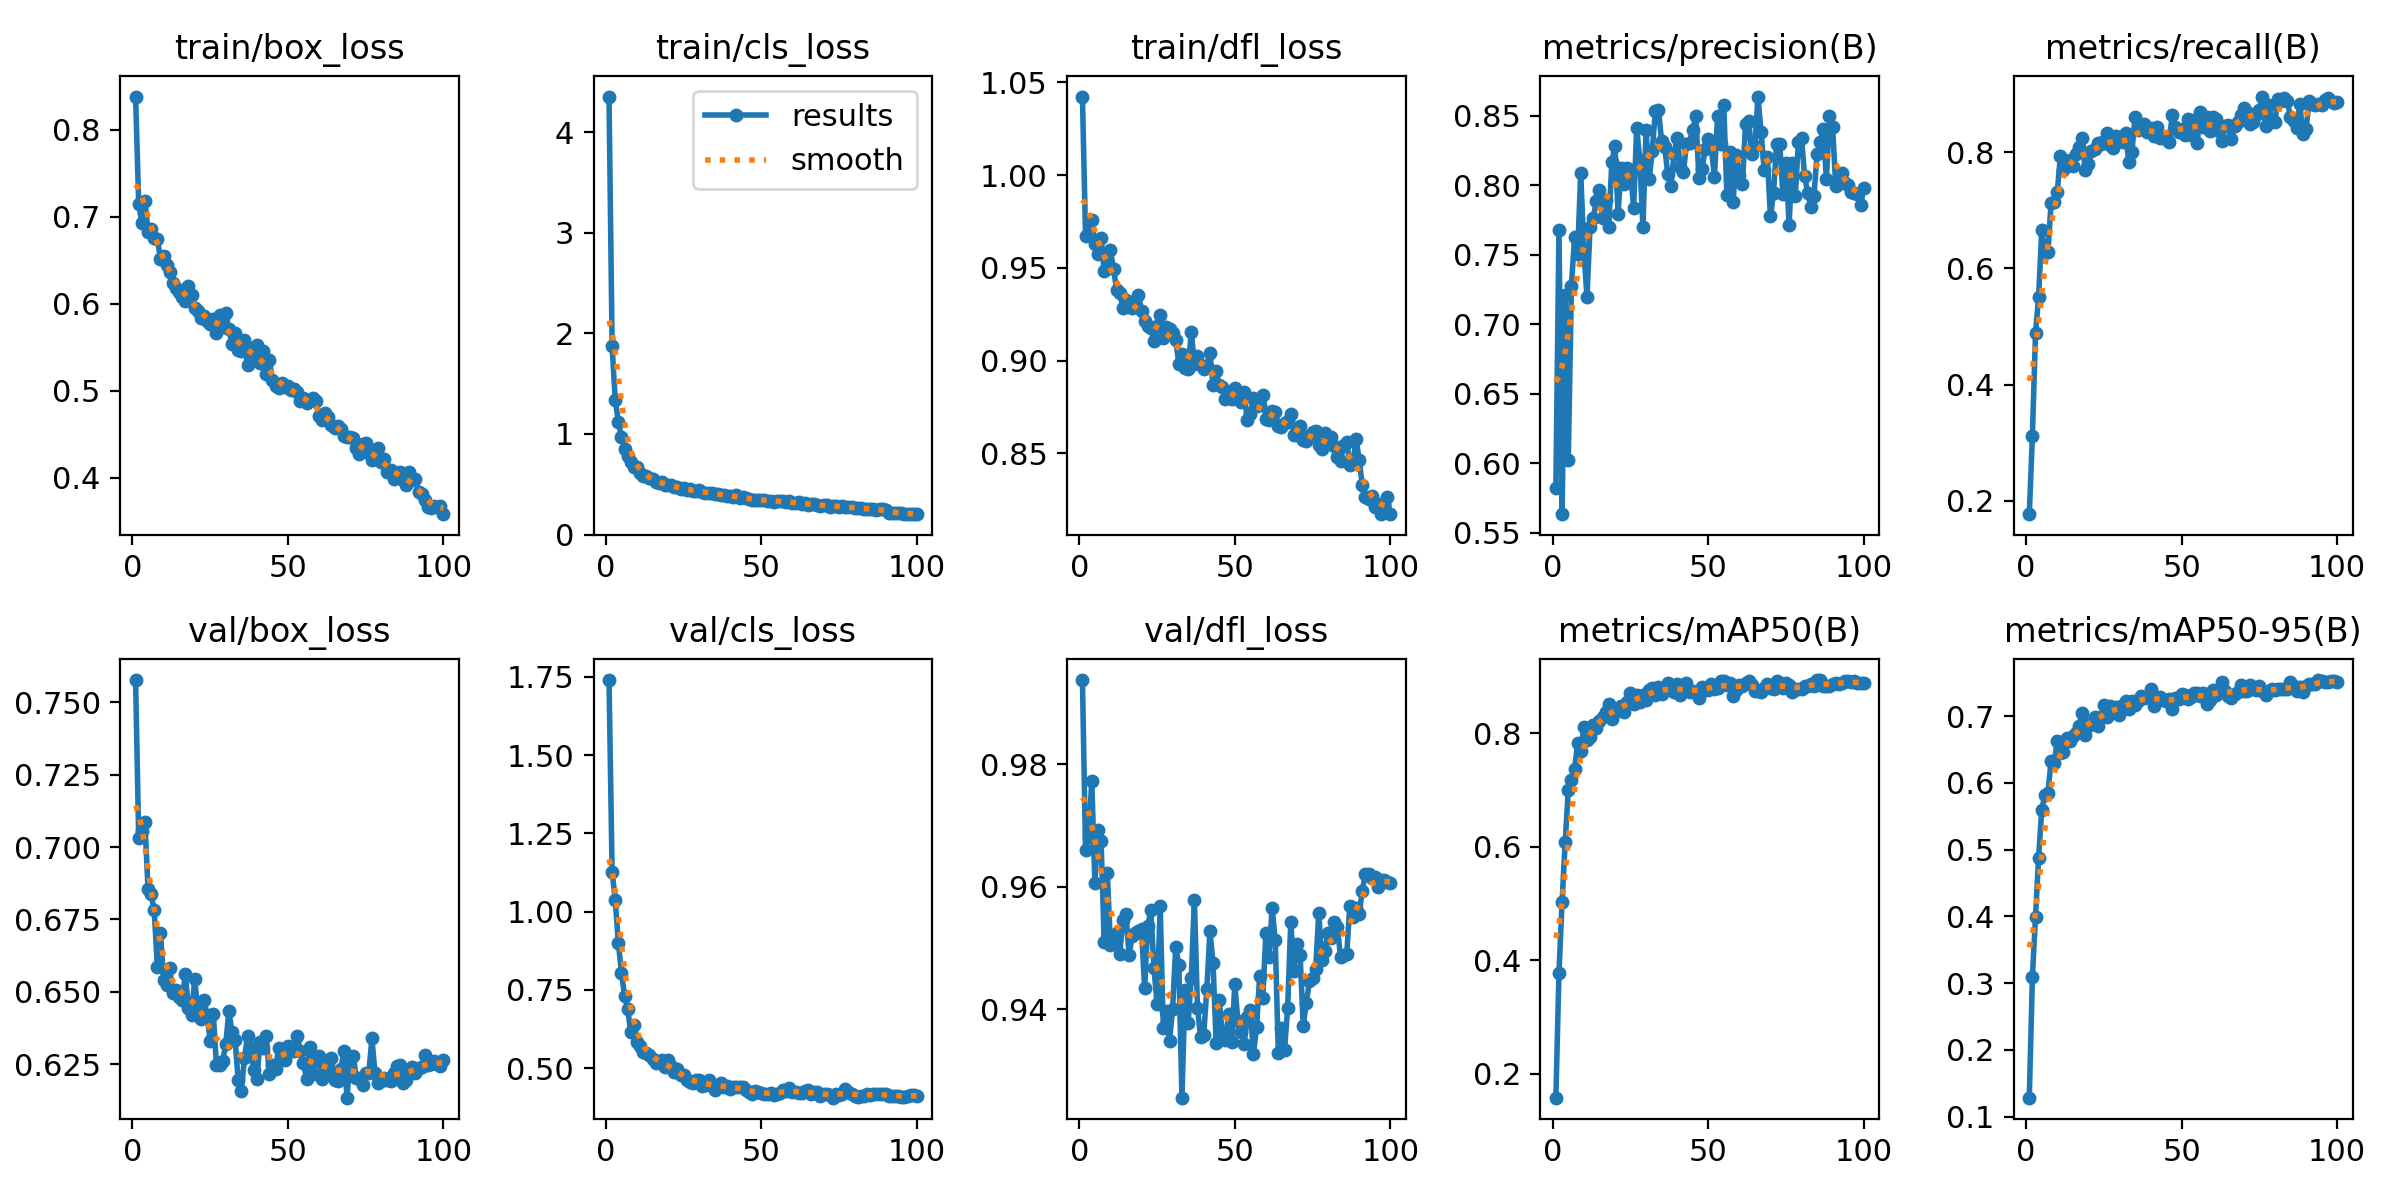 train/box_loss
0.8
0.7
0.6
0.5
0.4
0 50 100
train/cls_loss
results
smooth
4
3
2
1
0
0 50 100
train/dfl_loss
1.05
1.00
0.95
0.90
0.85
0 50 100
metrics/precision(B)
0.85
0.80
0.75
0.70
0.65
0.60
0.55
0 50 100
metrics/recall(B)
0.8
0.6
0.4
0.2
0 50 100
val/box_loss
0.750
0.725
0.700
0.675
0.650
0.625
0 50 100
val/cls_loss
1.75
1.50
1.25
1.00
0.75
0.50
0 50 100
val/dfl_loss
0.98
0.96
0.94
0 50 100
metrics/mAP50(B)
0.8
0.6
0.4
0.2
0 50 100
metrics/mAP50-95(B)
0.7
0.6
0.5
0.4
0.3
0.2
0.1
0 50 100